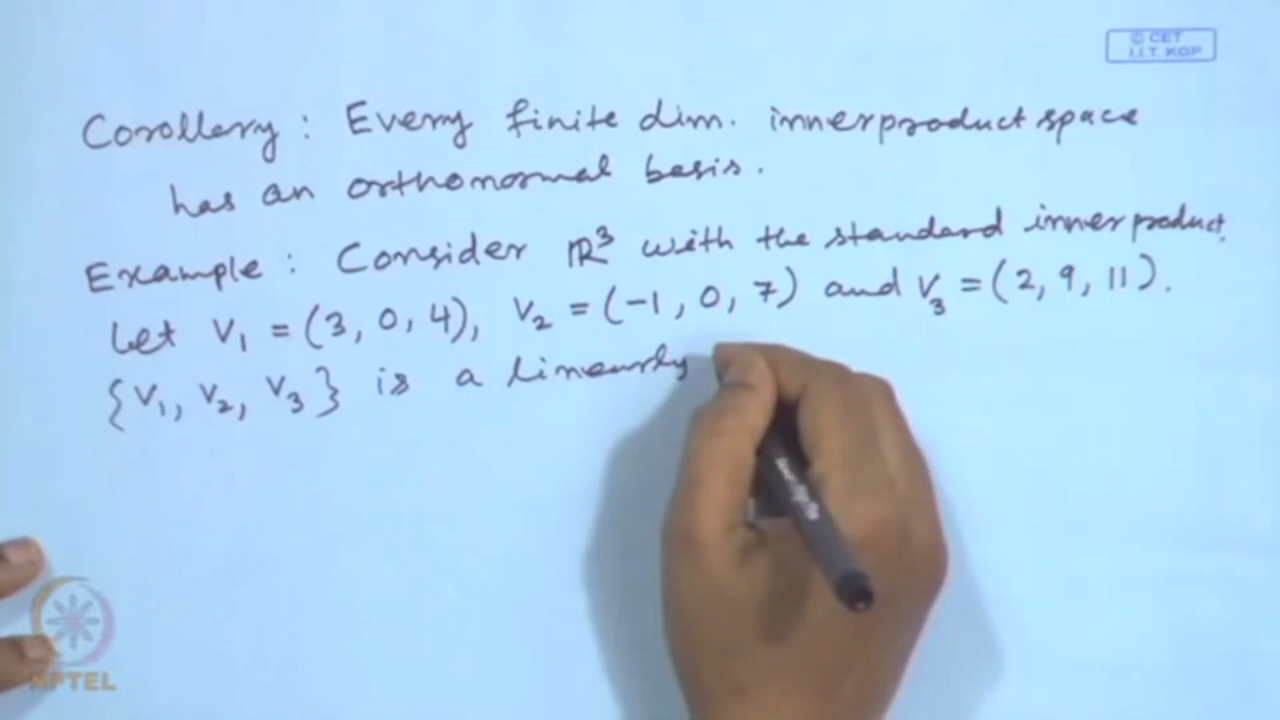 © CET
I.I.T. KGP
Corollery : Every finite dim. innerproduct space
has an orthonormal basis.
Example : Consider ℝ³ with the standard inner product.
Let V₁ = (3, 0, 4), V₂ = (-1, 0, 7) and V₃ = (2, 9, 11).
{V₁, V₂, V₃} is a linearly
NPTEL